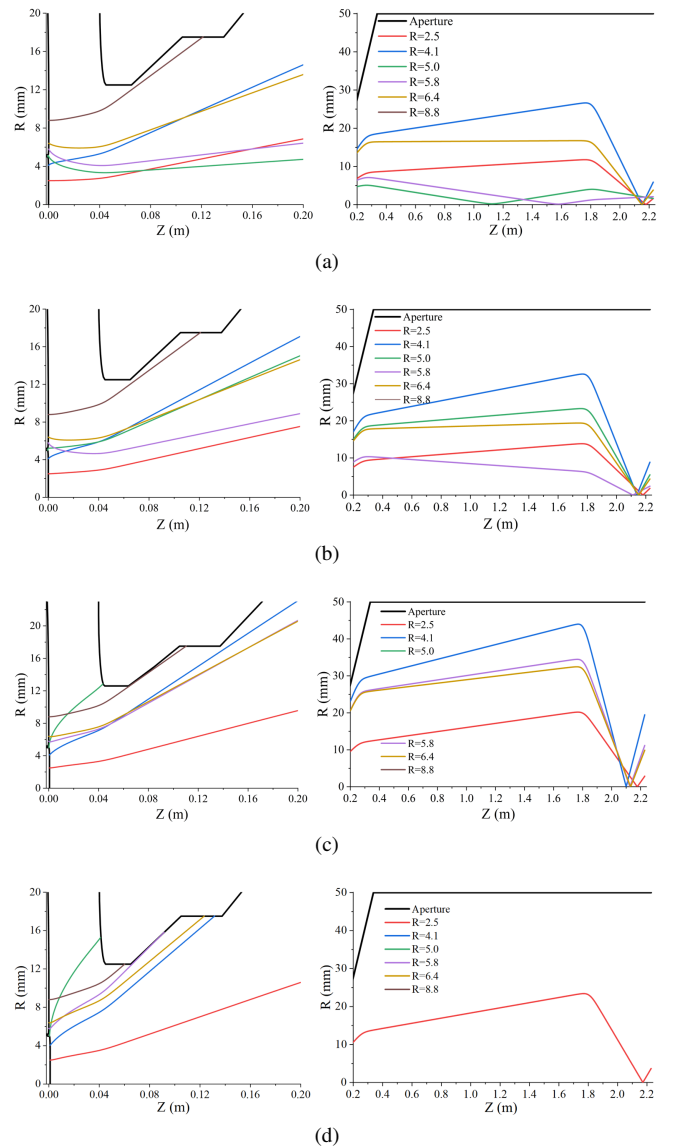 20
16
12
8
4
0
R (mm)
0.00 0.04 0.08 0.12 0.16 0.20
Z (m)
50
40
30
20
10
0
R (mm)
Aperture
R=2.5
R=4.1
R=5.0
R=5.8
R=6.4
R=8.8
0.2 0.4 0.6 0.8 1.0 1.2 1.4 1.6 1.8 2.0 2.2
Z (m)
(a)
20
16
12
8
4
0
R (mm)
0.00 0.04 0.08 0.12 0.16 0.20
Z (m)
50
40
30
20
10
0
R (mm)
Aperture
R=2.5
R=4.1
R=5.0
R=5.8
R=6.4
R=8.8
0.2 0.4 0.6 0.8 1.0 1.2 1.4 1.6 1.8 2.0 2.2
Z (m)
(b)
20
16
12
8
4
0
R (mm)
0.00 0.04 0.08 0.12 0.16 0.20
Z (m)
50
40
30
20
10
0
R (mm)
Aperture
R=2.5
R=4.1
R=5.0
R=5.8
R=6.4
R=8.8
0.2 0.4 0.6 0.8 1.0 1.2 1.4 1.6 1.8 2.0 2.2
Z (m)
(c)
20
16
12
8
4
0
R (mm)
0.00 0.04 0.08 0.12 0.16 0.20
Z (m)
50
40
30
20
10
0
R (mm)
Aperture
R=2.5
R=4.1
R=5.0
R=5.8
R=6.4
R=8.8
0.2 0.4 0.6 0.8 1.0 1.2 1.4 1.6 1.8 2.0 2.2
Z (m)
(d)